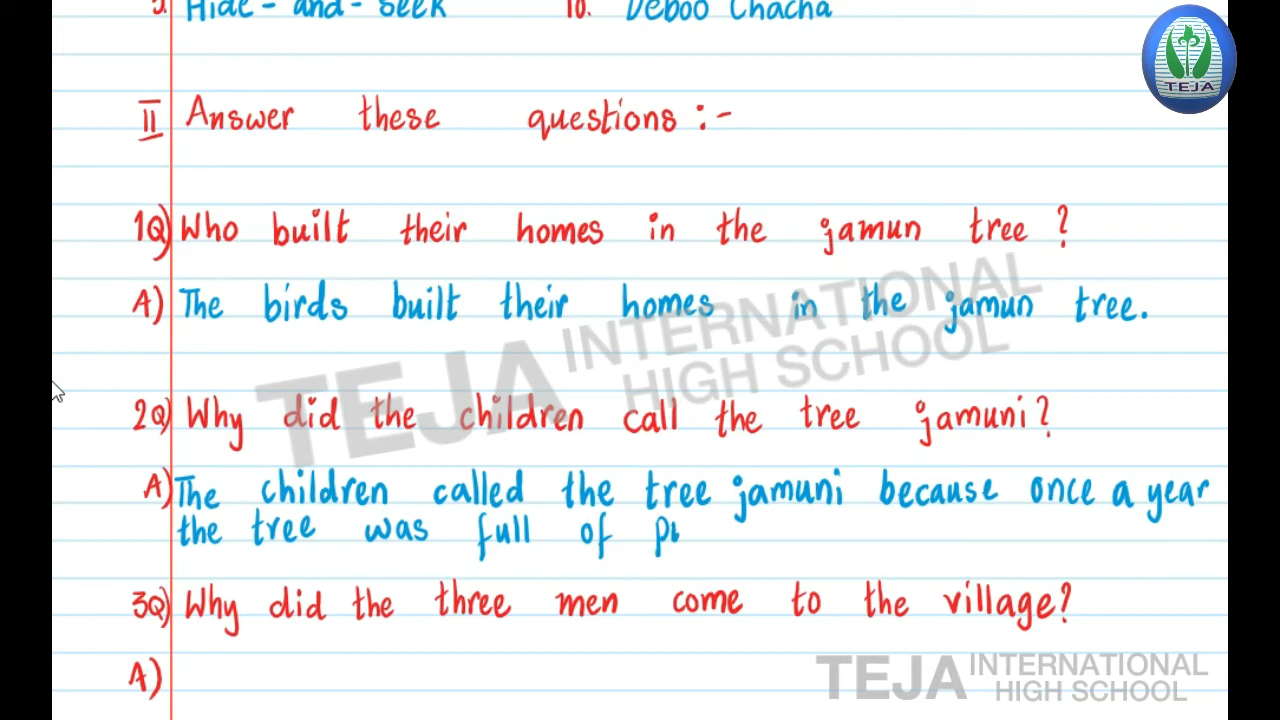 9. Hide - and - seek 10. Deboo Chacha
TEJA
II Answer these questions :-
1Q) Who built their homes in the jamun tree ?
A) The birds built their homes in the jamun tree.
TEJA INTERNATIONAL
HIGH SCHOOL
2Q) Why did the children call the tree jamuni?
A) The children called the tree jamuni because once a year
the tree was full of
3Q) Why did the three men come to the village?
A)
TEJA INTERNATIONAL
HIGH SCHOOL